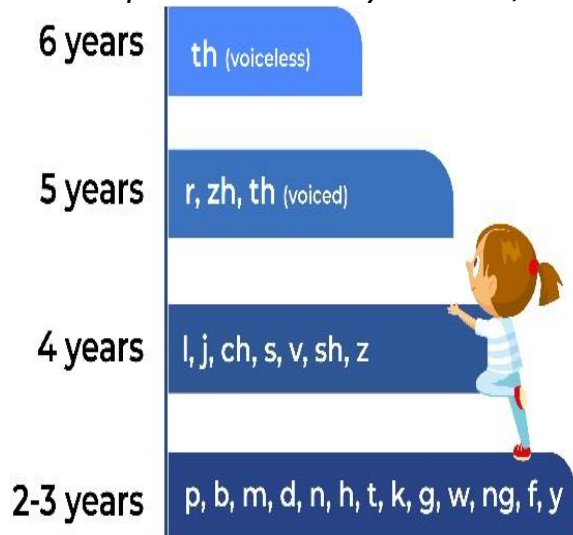 6 years
th (voiceless)
5 years
r, zh, th (voiced)
4 years
l, j, ch, s, v, sh, z
2-3 years
p, b, m, d, n, h, t, k, g, w, ng, f, y